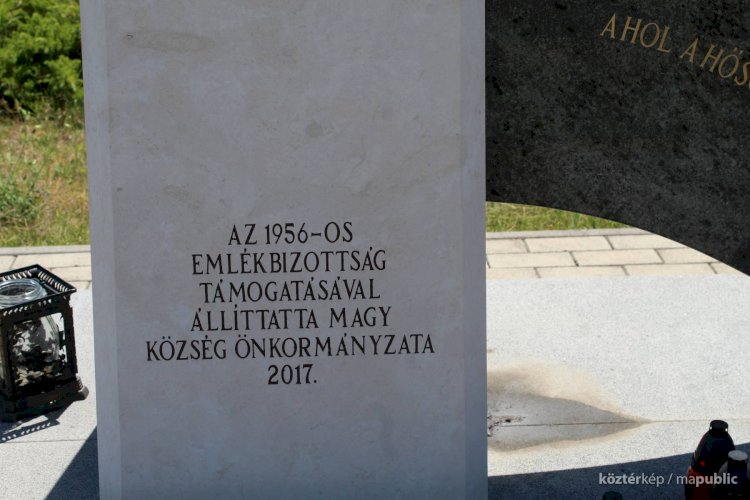 AHOL A HŐS
AZ 1956-OS
EMLÉKBIZOTTSÁG
TÁMOGATÁSÁVAL
ÁLLÍTTATTA MAGY
KÖZSÉG ÖNKORMÁNYZATA
2017.
köztérkép / mapublic